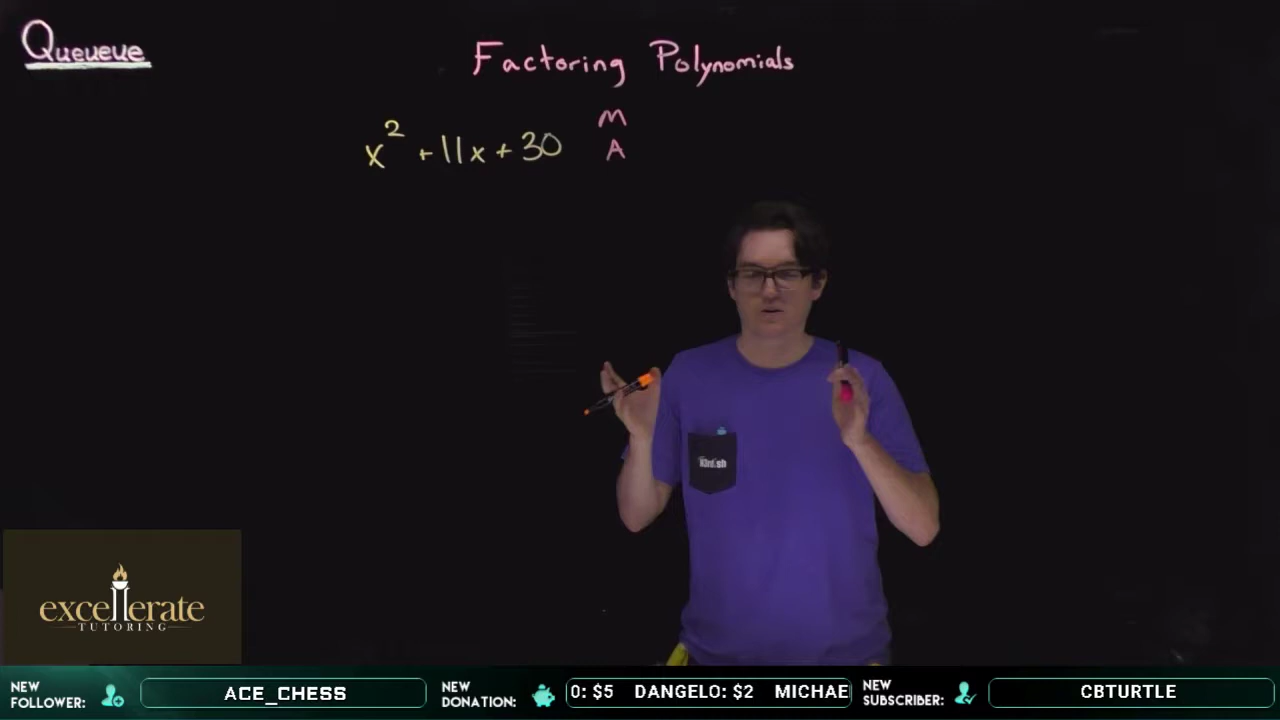 Queueue
Factoring Polynomials
x² + 11x + 30
M
A
excellerate
TUTORING
NEW FOLLOWER:
ACE_CHESS
NEW DONATION:
0: $5 DANGELO: $2 MICHAE
NEW SUBSCRIBER:
CBTURTLE